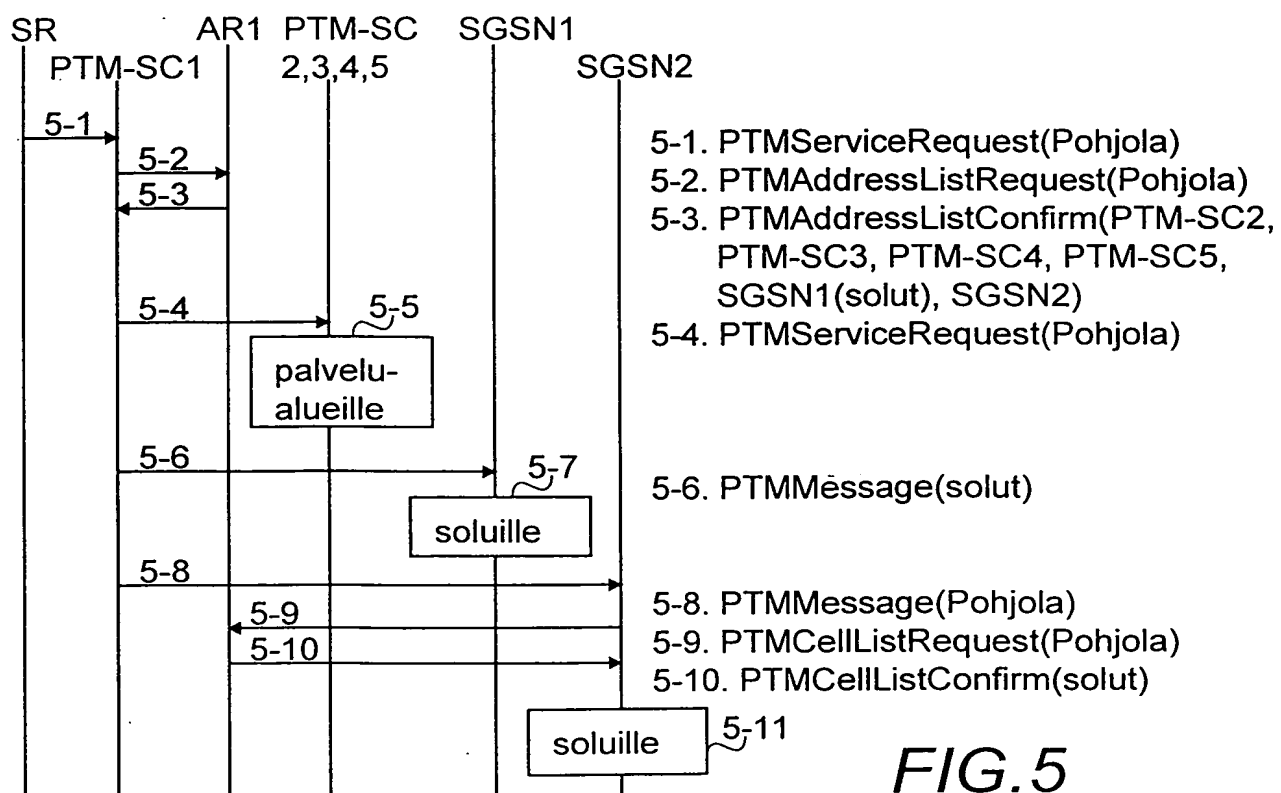 SR
AR1
PTM-SC
SGSN1
PTM-SC1
2,3,4,5
SGSN2
5-1
5-2
5-3
5-4
5-5
palvelu-
alueille
5-6
5-7
soluille
5-8
5-9
5-10
soluille
5-11
5-1. PTMServiceRequest(Pohjola)
5-2. PTMAddressListRequest(Pohjola)
5-3. PTMAddressListConfirm(PTM-SC2,
PTM-SC3, PTM-SC4, PTM-SC5,
SGSN1(solut), SGSN2)
5-4. PTMServiceRequest(Pohjola)
5-6. PTMMessage(solut)
5-8. PTMMessage(Pohjola)
5-9. PTMCellListRequest(Pohjola)
5-10. PTMCellListConfirm(solut)
FIG.5